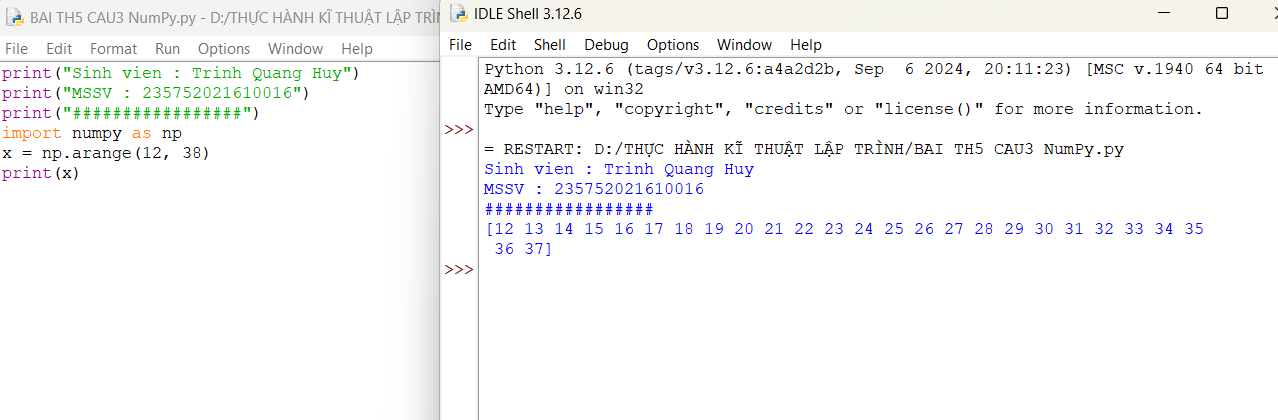 BAI TH5 CAU3 NumPy.py - D:/THỰC HÀNH KĨ THUẬT LẬP TRÌN
File Edit Format Run Options Window Help
print("Sinh vien : Trinh Quang Huy")
print("MSSV : 235752021610016")
print("#################")
import numpy as np
x = np.arange(12, 38)
print(x)
IDLE Shell 3.12.6
File Edit Shell Debug Options Window Help
Python 3.12.6 (tags/v3.12.6:a4a2d2b, Sep  6 2024, 20:11:23) [MSC v.1940 64 bit
AMD64)] on win32
Type "help", "copyright", "credits" or "license()" for more information.
>>>
= RESTART: D:/THỰC HÀNH KĨ THUẬT LẬP TRÌNH/BAI TH5 CAU3 NumPy.py
Sinh vien : Trinh Quang Huy
MSSV : 235752021610016
#################
[12 13 14 15 16 17 18 19 20 21 22 23 24 25 26 27 28 29 30 31 32 33 34 35
 36 37]
>>>